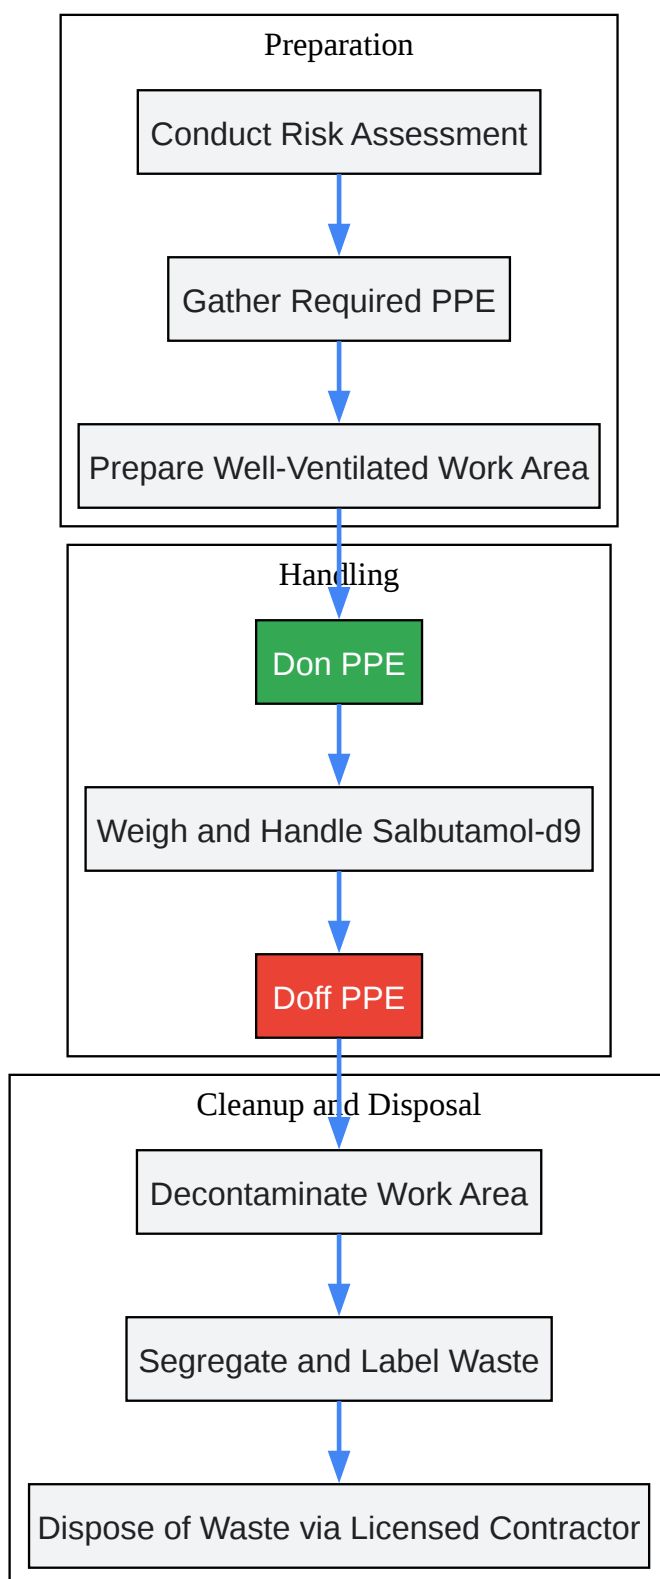 Preparation
Conduct Risk Assessment
Gather Required PPE
Prepare Well-Ventilated Work Area
Handling
Don PPE
Weigh and Handle Salbutamol-d9
Doff PPE
Cleanup and Disposal
Decontaminate Work Area
Segregate and Label Waste
Dispose of Waste via Licensed Contractor